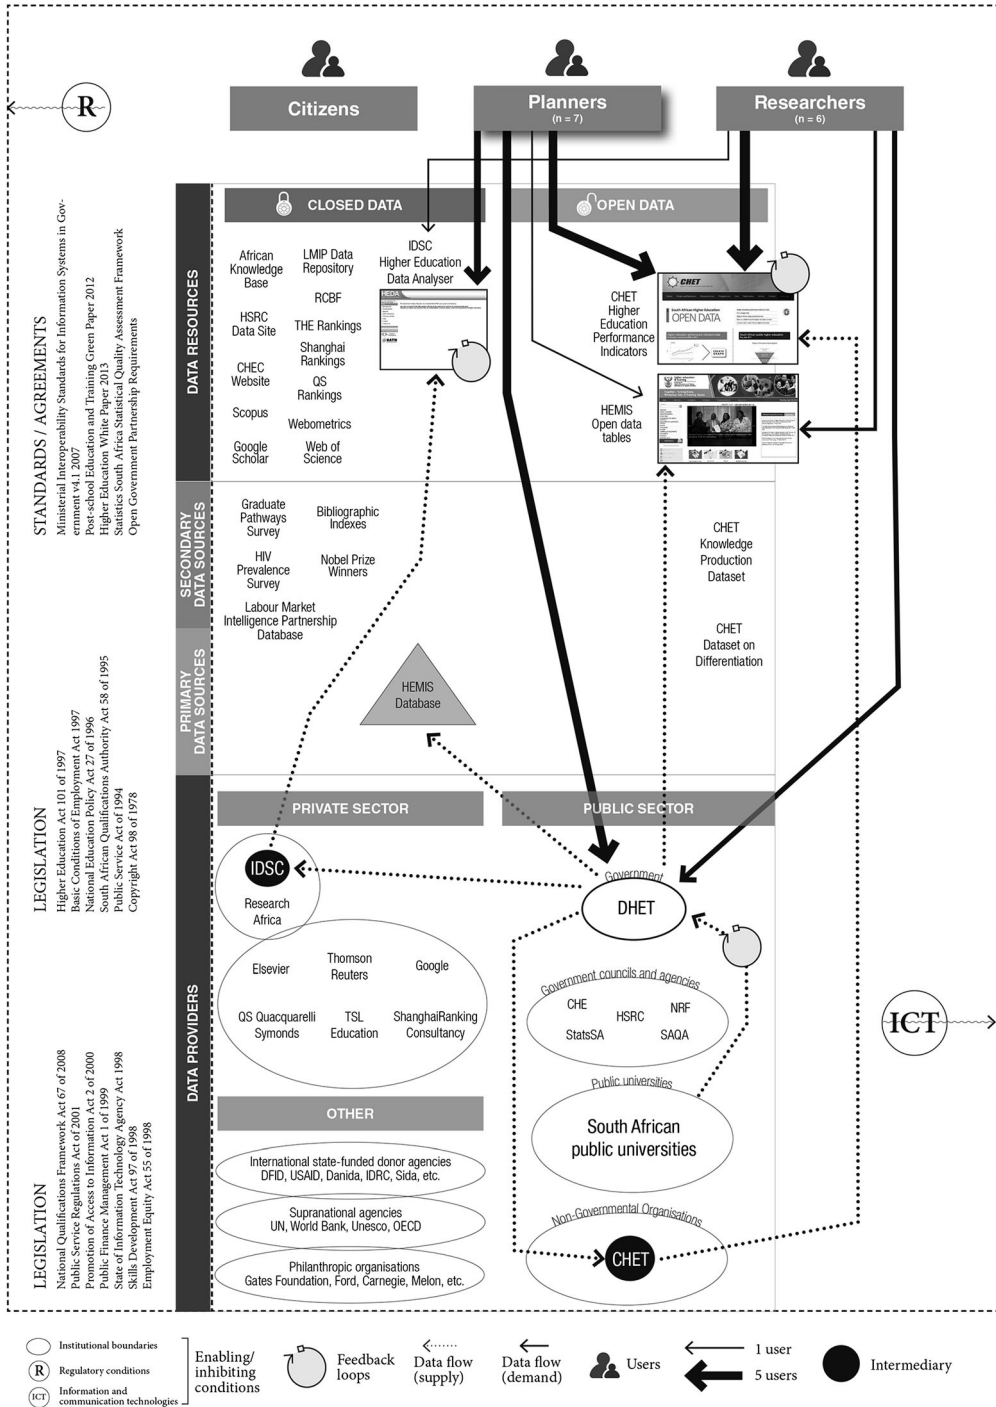 R
Citizens
Planners
(n = 7)
Researchers
(n = 6)
STANDARDS / AGREEMENTS
Ministerial Interoperability Standards for Information Systems in Gov-
ernment v4.1 2007
Post-school Education and Training Green Paper 2012
Higher Education White Paper 2013
Statistics South Africa Statistical Quality Assessment Framework
Open Government Partnership Requirements
LEGISLATION
Higher Education Act 101 of 1997
Basic Conditions of Employment Act 1997
National Education Policy Act 27 of 1996
South African Qualifications Authority Act 58 of 1995
Public Service Act of 1994
Copyright Act 98 of 1978
LEGISLATION
National Qualifications Framework Act 67 of 2008
Public Service Regulations Act of 2001
Promotion of Access to Information Act 2 of 2000
Public Finance Management Act 1 of 1999
State of Information Technology Agency Act 1998
Skills Development Act 97 of 1998
Employment Equity Act 55 of 1998
DATA RESOURCES
CLOSED DATA
OPEN DATA
African
Knowledge
Base
LMIP Data
Repository
IDSC
Higher Education
Data Analyser
RCBF
HSRC
Data Site
THE Rankings
Shanghai
Rankings
CHEC
Website
QS
Rankings
Scopus
Webometrics
Google
Scholar
Web of
Science
HEDA
CHET
Higher
Education
Performance
Indicators
CHET
South African Higher Education
OPEN DATA
HEMIS
Open data
tables
SECONDARY
DATA SOURCES
Graduate
Pathways
Survey
Bibliographic
Indexes
HIV
Prevalence
Survey
Nobel Prize
Winners
Labour Market
Intelligence Partnership
Database
CHET
Knowledge
Production
Dataset
CHET
Dataset on
Differentiation
PRIMARY
DATA SOURCES
HEMIS
Database
DATA PROVIDERS
PRIVATE SECTOR
PUBLIC SECTOR
IDSC
Research
Africa
Elsevier
Thomson
Reuters
Google
QS Quacquarelli
Symonds
TSL
Education
ShanghaiRanking
Consultancy
OTHER
International state-funded donor agencies
DFID, USAID, Danida, IDRC, Sida, etc.
Supranational agencies
UN, World Bank, Unesco, OECD
Philanthropic organisations
Gates Foundation, Ford, Carnegie, Melon, etc.
Government
DHET
Government councils and agencies
CHE
HSRC
NRF
StatsSA
SAQA
Public universities
South African
public universities
Non-Governmental Organisations
CHET
ICT
Institutional boundaries
R
Regulatory conditions
ICT
Information and
communication technologies
Enabling/
inhibiting
conditions
Feedback
loops
Data flow
(supply)
Data flow
(demand)
Users
1 user
5 users
Intermediary